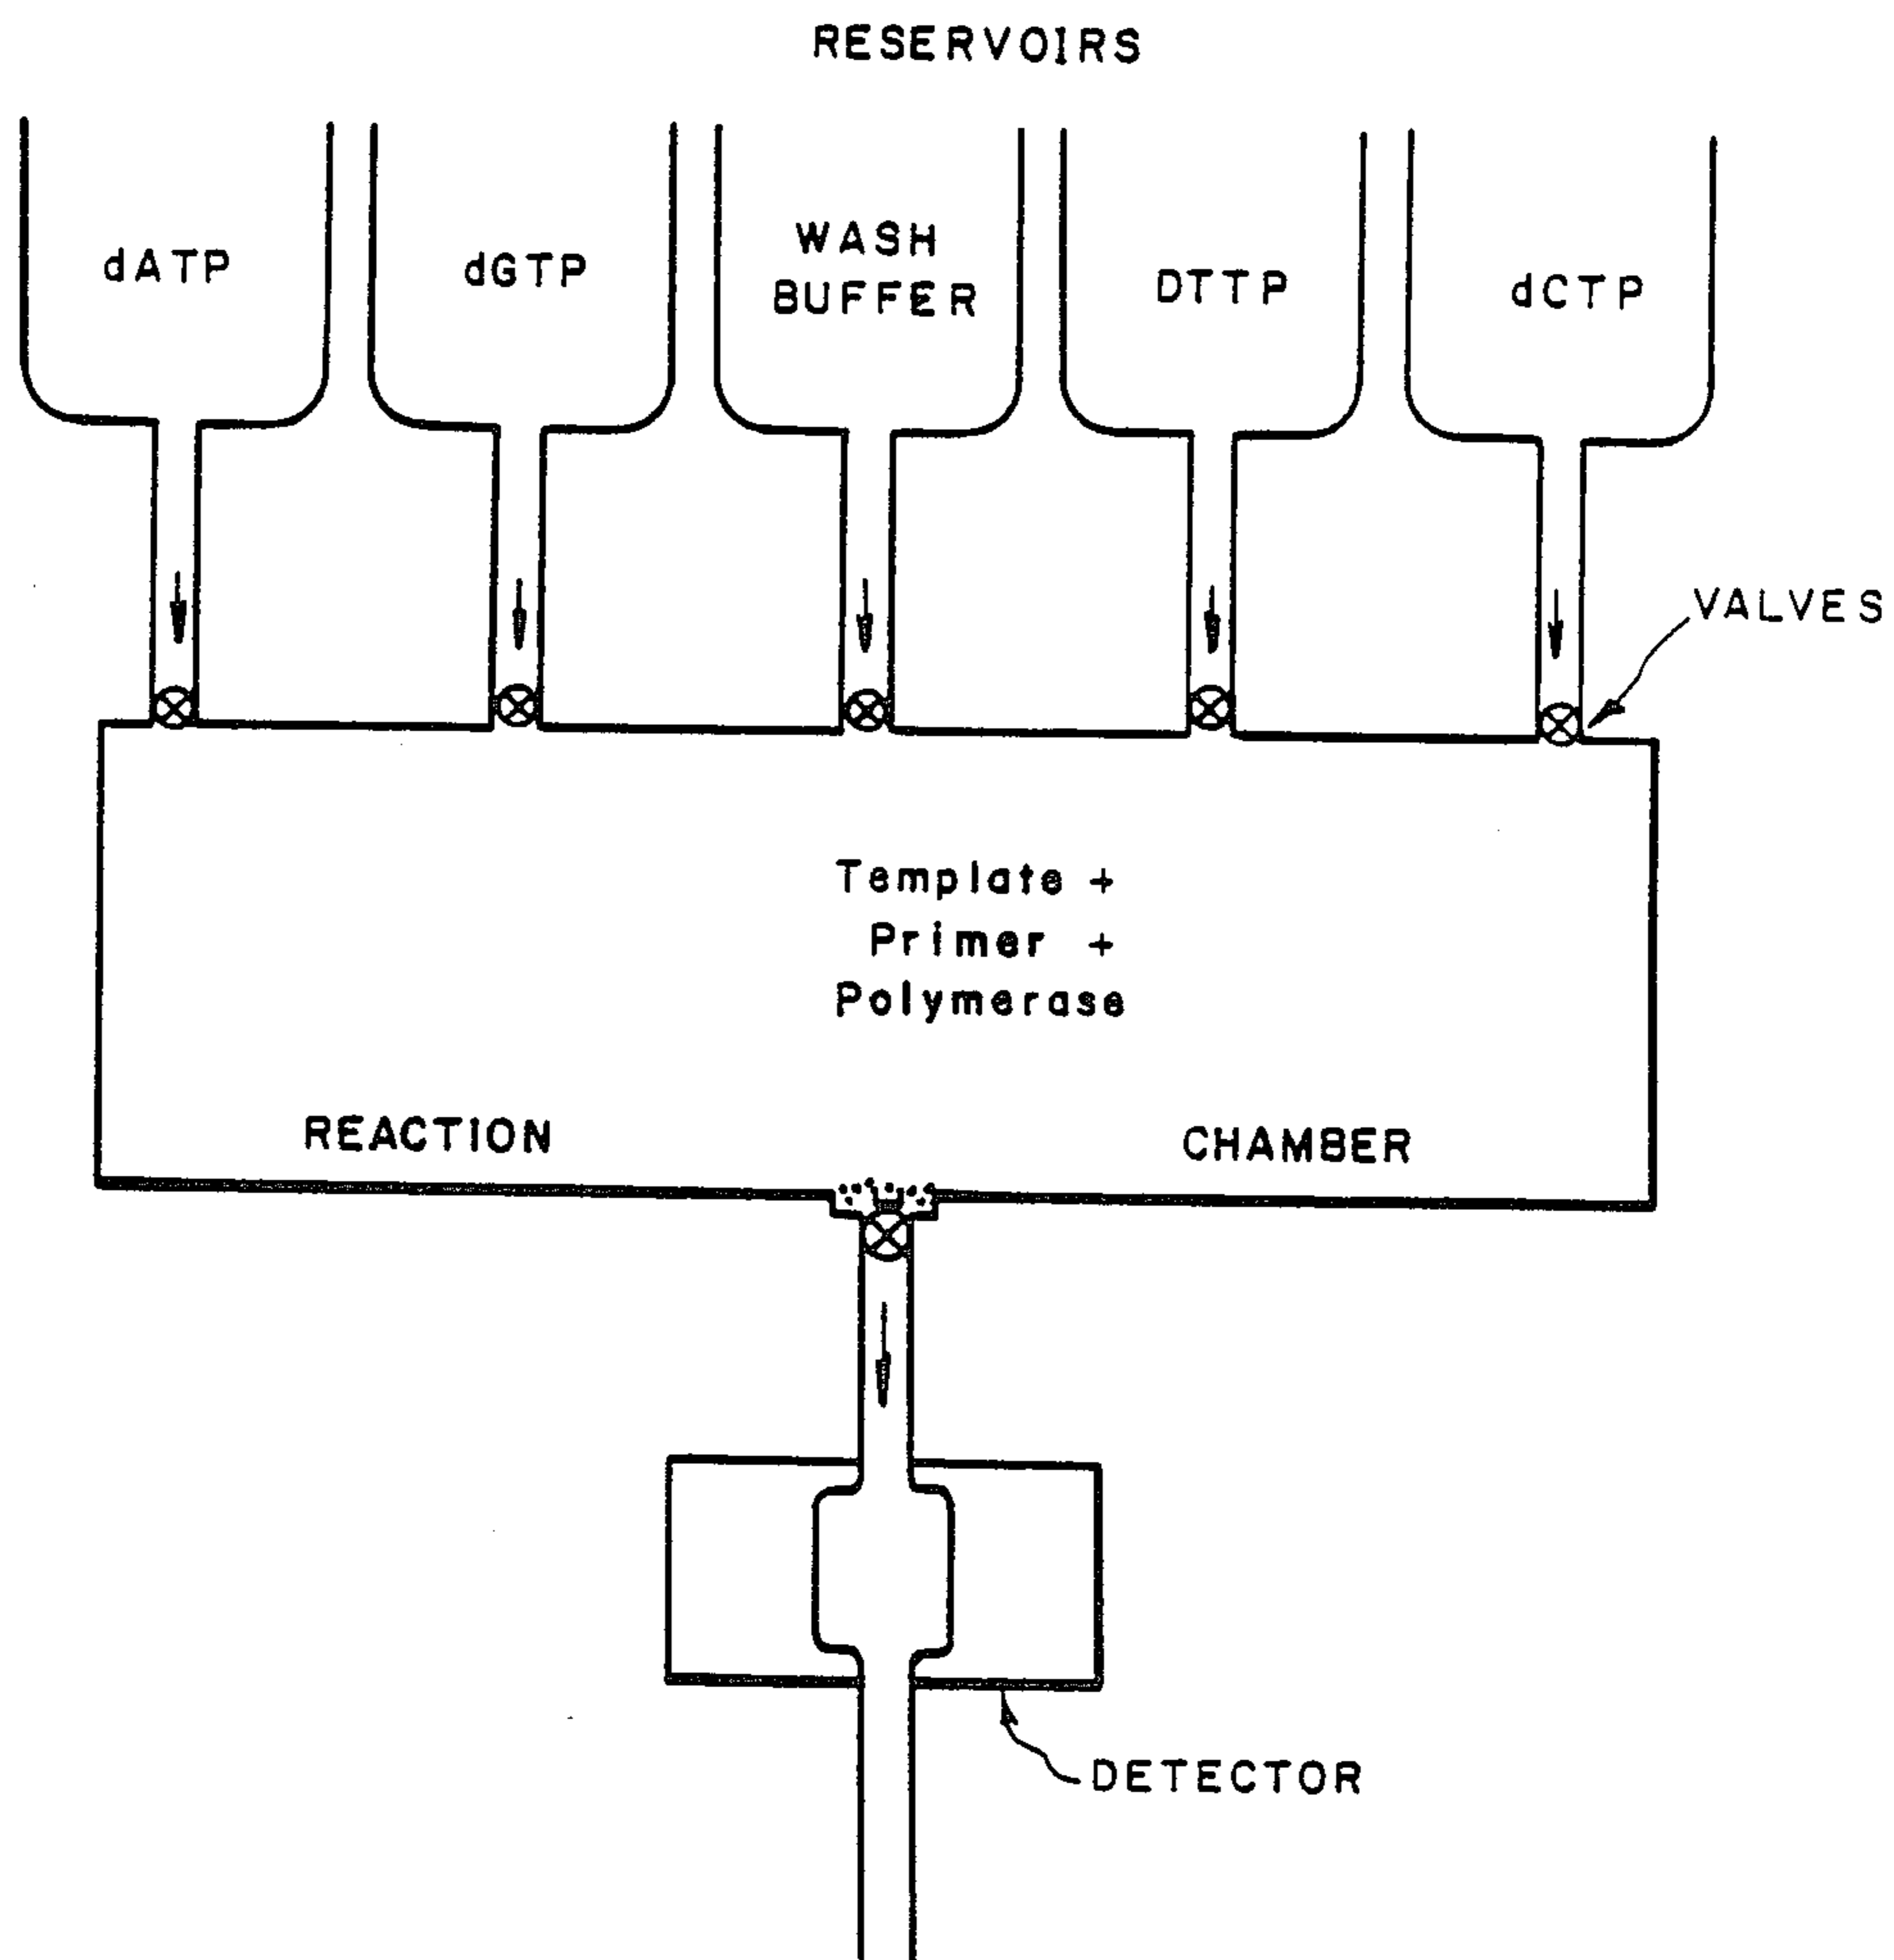 RESERVOIRS
dATP
dGTP
WASH
BUFFER
DTTP
dCTP
VALVES
Template +
Primer +
Polymerase
REACTION CHAMBER
DETECTOR